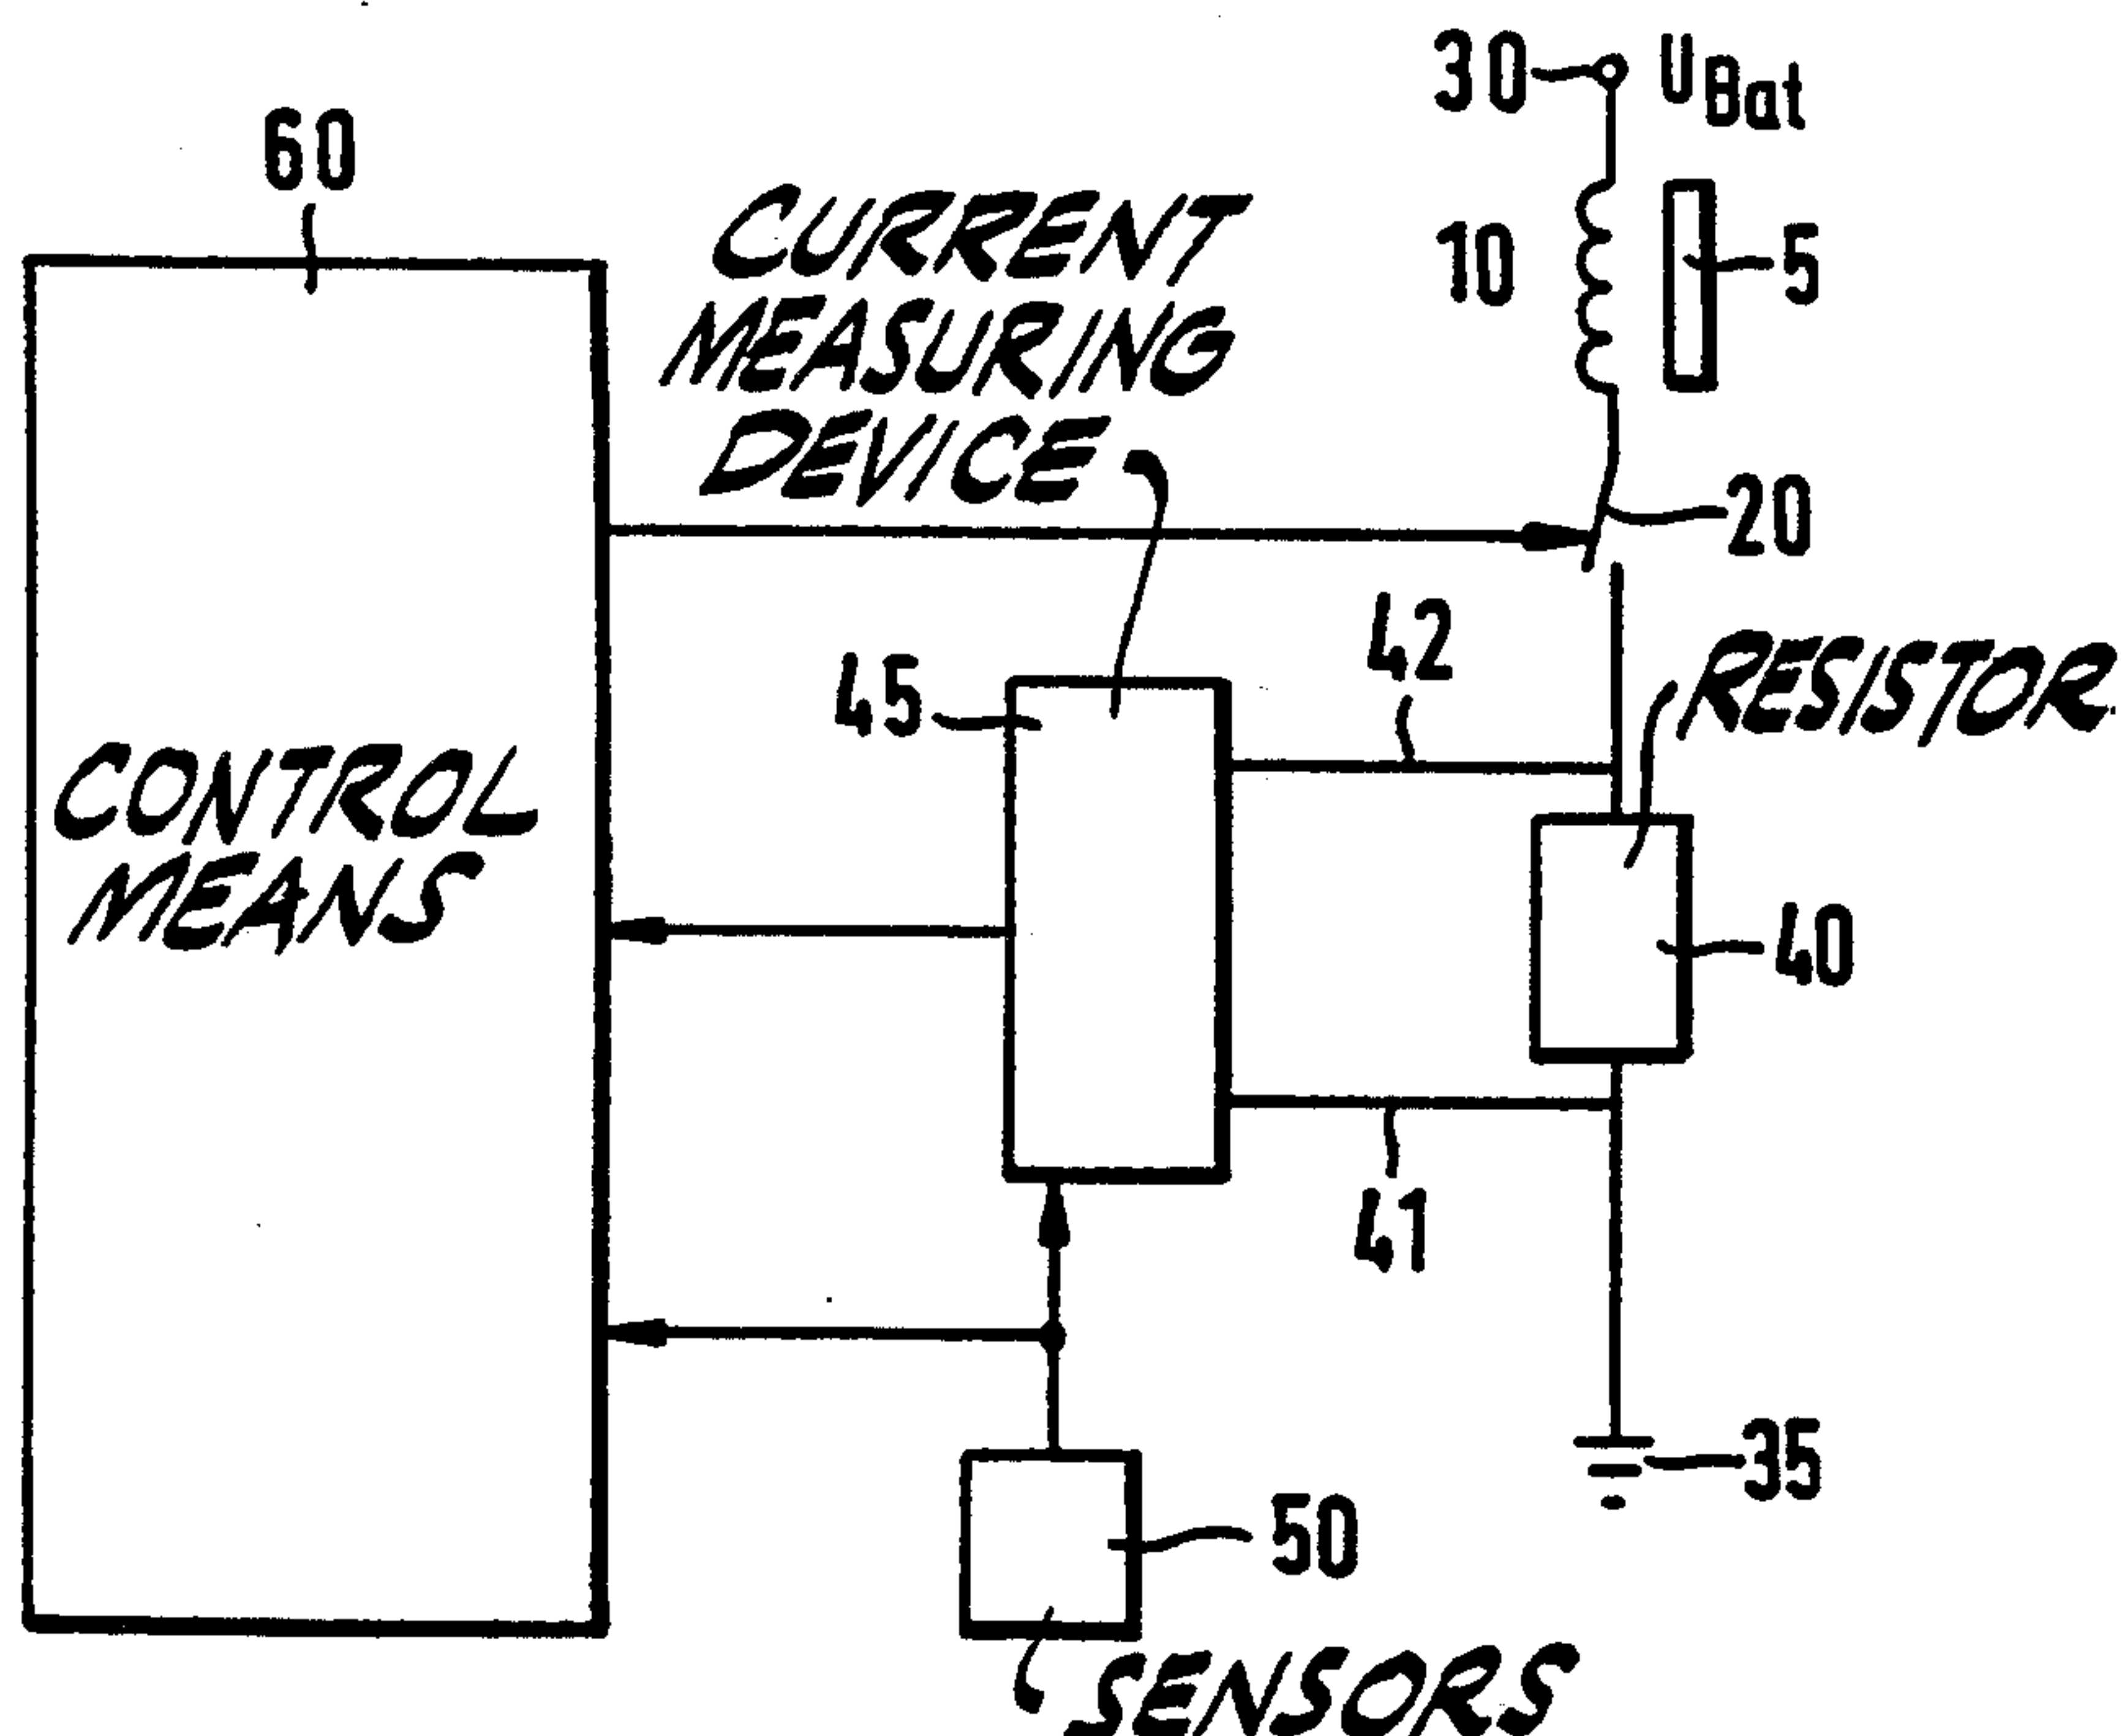 30
UBat
60
CURRENT
MEASURING
DEVICE
10
5
20
42
45
RESISTOR
CONTROL
MEANS
40
41
35
50
SENSORS